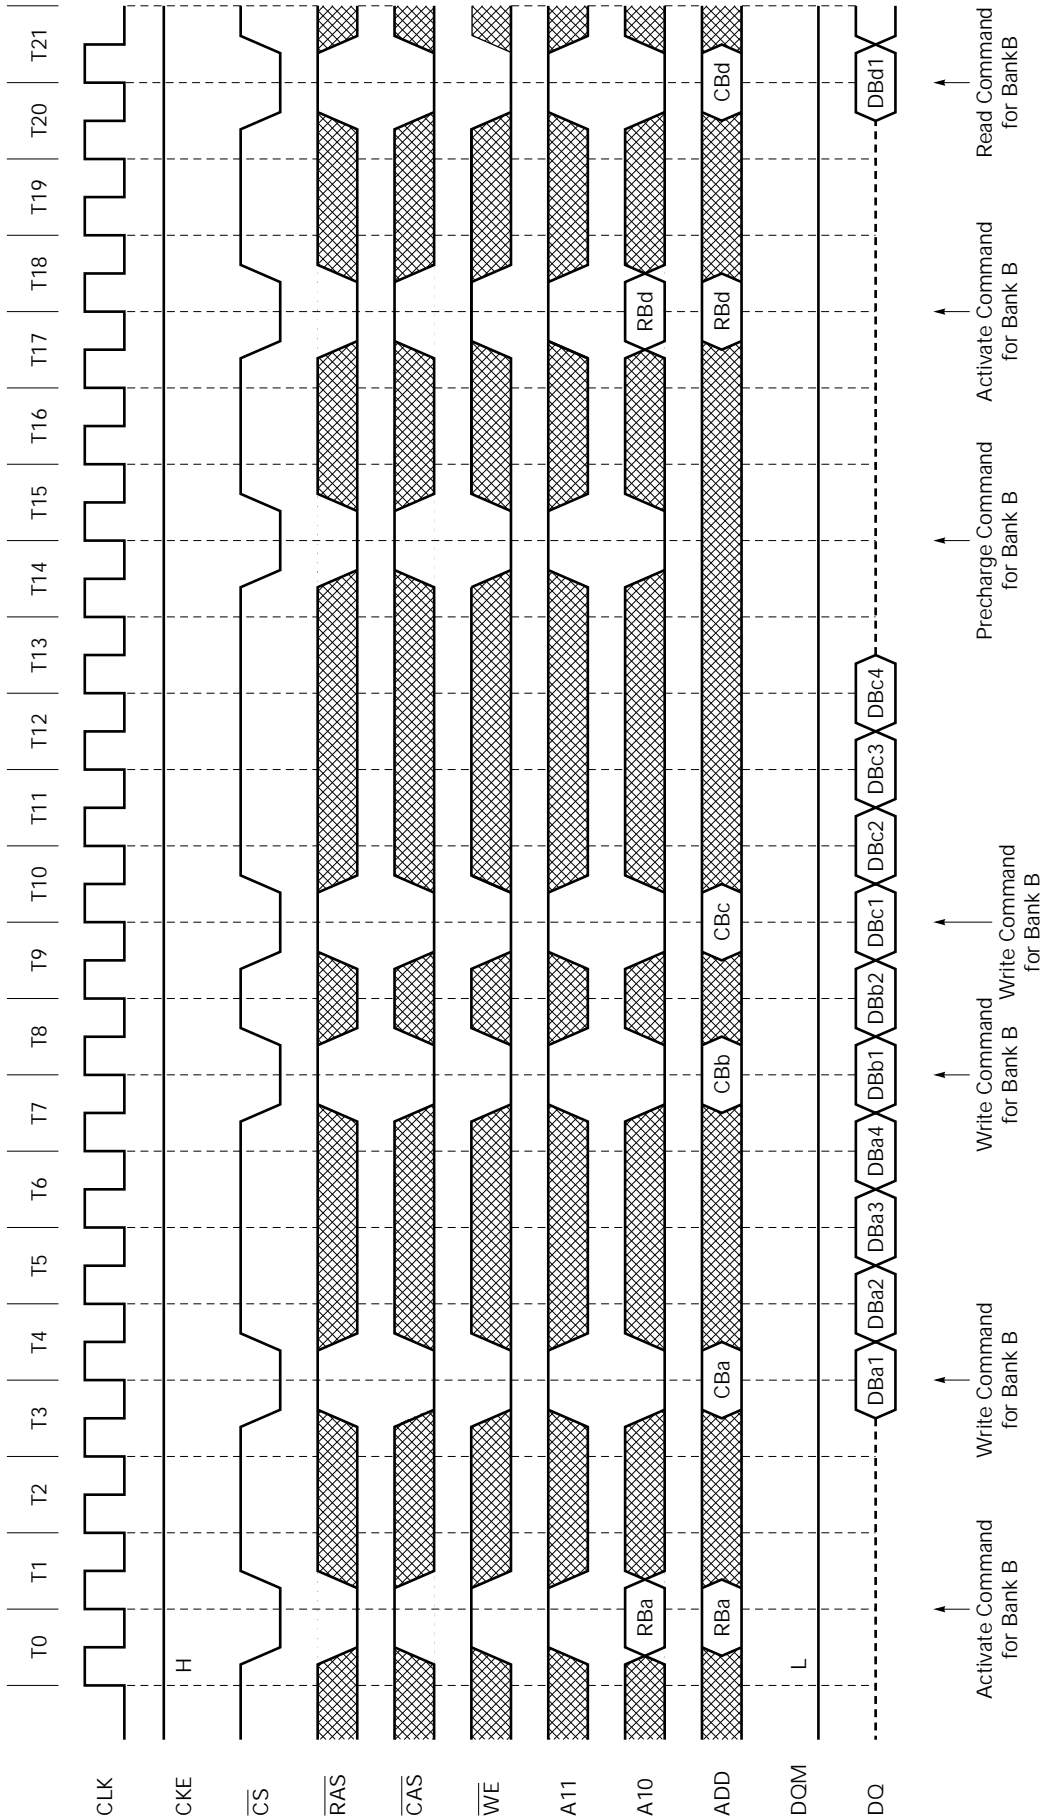 T0 T1 T2 T3 T4 T5 T6 T7 T8 T9 T10 T11 T12 T13 T14 T15 T16 T17 T18 T19 T20 T21
CLK
CKE H
CS
RAS
CAS
WE
A11
A10 RBa RBd
ADD RBa CBa CBb CBc RBd CBd
DQM L
DQ DBa1 DBa2 DBa3 DBa4 DBb1 DBb2 DBc1 DBc2 DBc3 DBc4 DBd1
Activate Command
for Bank B
Write Command
for Bank B
Write Command
for Bank B
Write Command
for Bank B
Precharge Command
for Bank B
Activate Command
for Bank B
Read Command
for BankB